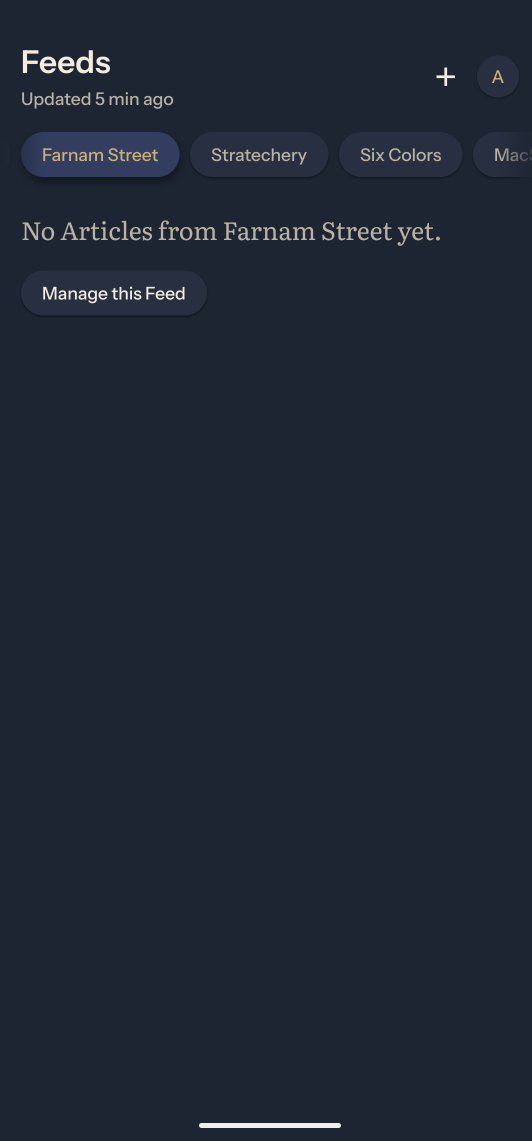 Feeds
Updated 5 min ago
A
Farnam Street
Stratechery
Six Colors
No Articles from Farnam Street yet.
Manage this Feed